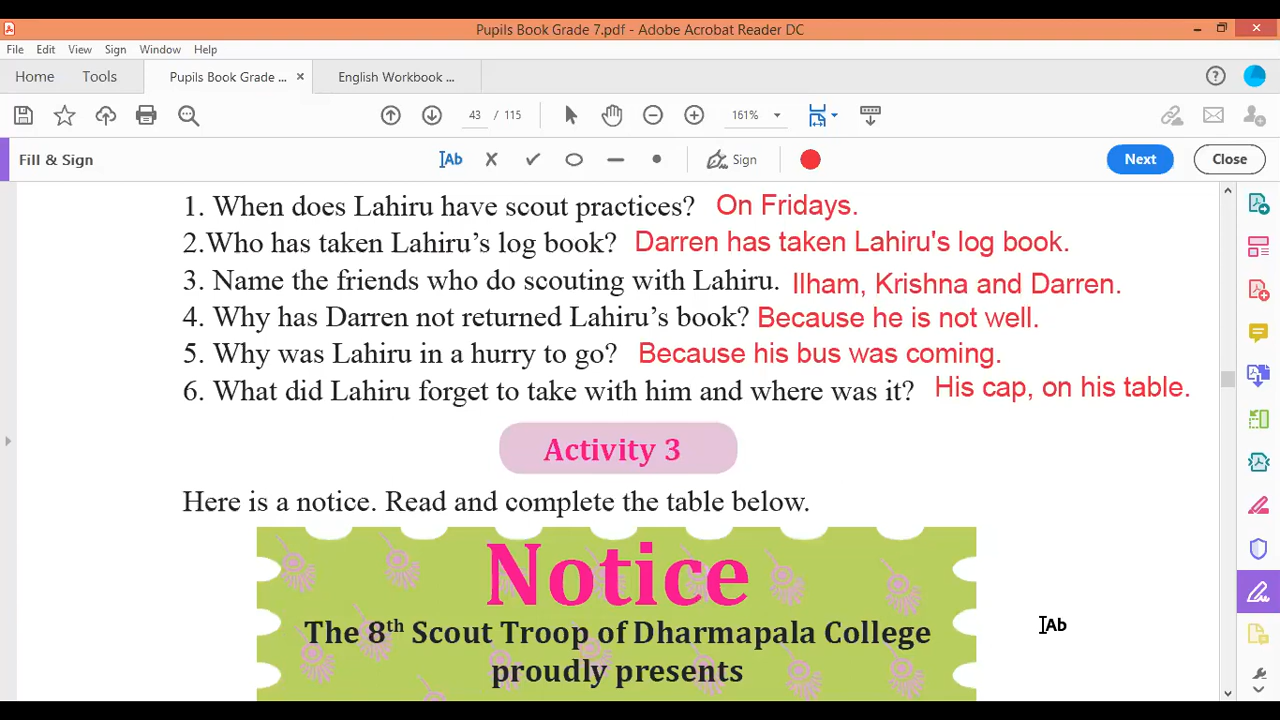 Pupils Book Grade 7.pdf - Adobe Acrobat Reader DC
File Edit View Sign Window Help
Home Tools Pupils Book Grade ... × English Workbook ...
43 / 115 161%
Fill & Sign Ab Sign Next Close
1. When does Lahiru have scout practices? On Fridays.
2.Who has taken Lahiru’s log book? Darren has taken Lahiru's log book.
3. Name the friends who do scouting with Lahiru. Ilham, Krishna and Darren.
4. Why has Darren not returned Lahiru’s book? Because he is not well.
5. Why was Lahiru in a hurry to go? Because his bus was coming.
6. What did Lahiru forget to take with him and where was it? His cap, on his table.
Activity 3
Here is a notice. Read and complete the table below.
Notice
The 8th Scout Troop of Dharmapala College
Ab
proudly presents